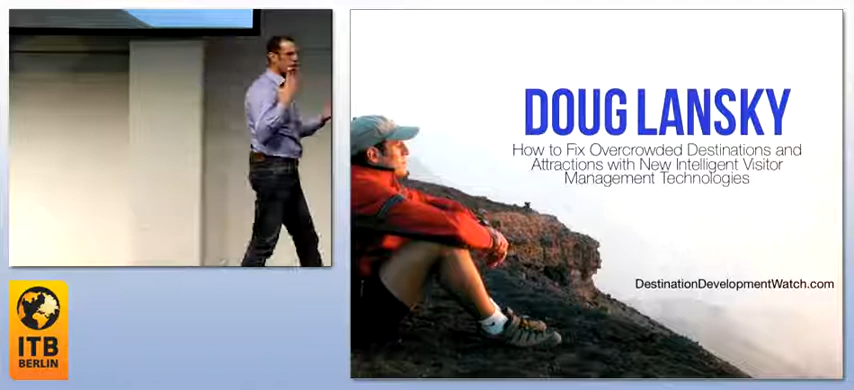 DOUG LANSKY
How to Fix Overcrowded Destinations and
Attractions with New Intelligent Visitor
Management Technologies
DestinationDevelopmentWatch.com
ITB
BERLIN